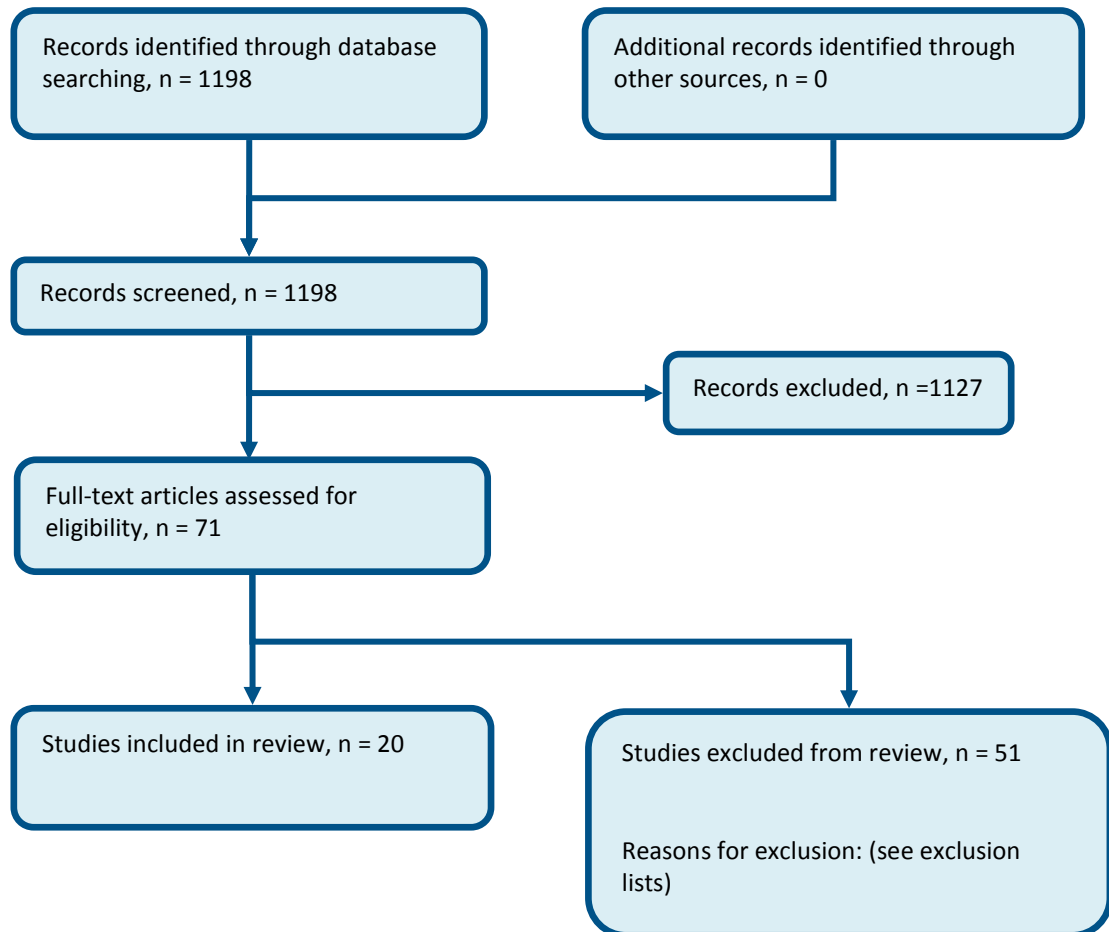 Records identified through database
searching, n = 1198
Additional records identified through
other sources, n = 0
Records screened, n = 1198
Records excluded, n =1127
Full-text articles assessed for
eligibility, n = 71
Studies included in review, n = 20
Studies excluded from review, n = 51
Reasons for exclusion: (see exclusion
lists)